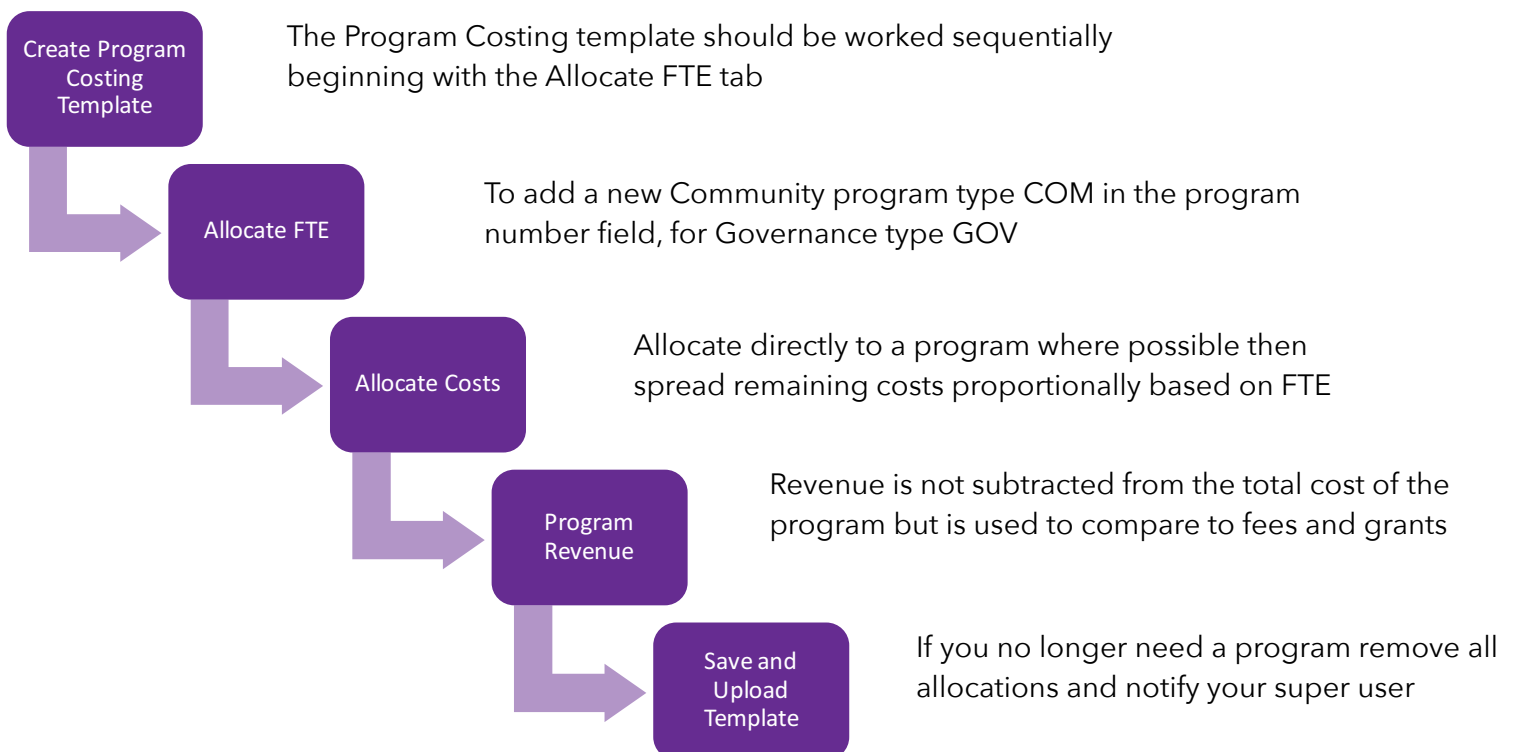 Create Program
Costing
Template
The Program Costing template should be worked sequentially
beginning with the Allocate FTE tab
Allocate FTE
To add a new Community program type COM in the program
number field, for Governance type GOV
Allocate Costs
Allocate directly to a program where possible then
spread remaining costs proportionally based on FTE
Program
Revenue
Revenue is not subtracted from the total cost of the
program but is used to compare to fees and grants
Save and
Upload
Template
If you no longer need a program remove all
allocations and notify your super user